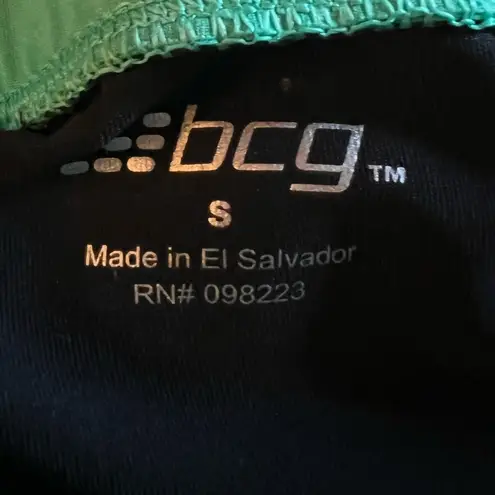 bcg™
S
Made in El Salvador
RN# 098223